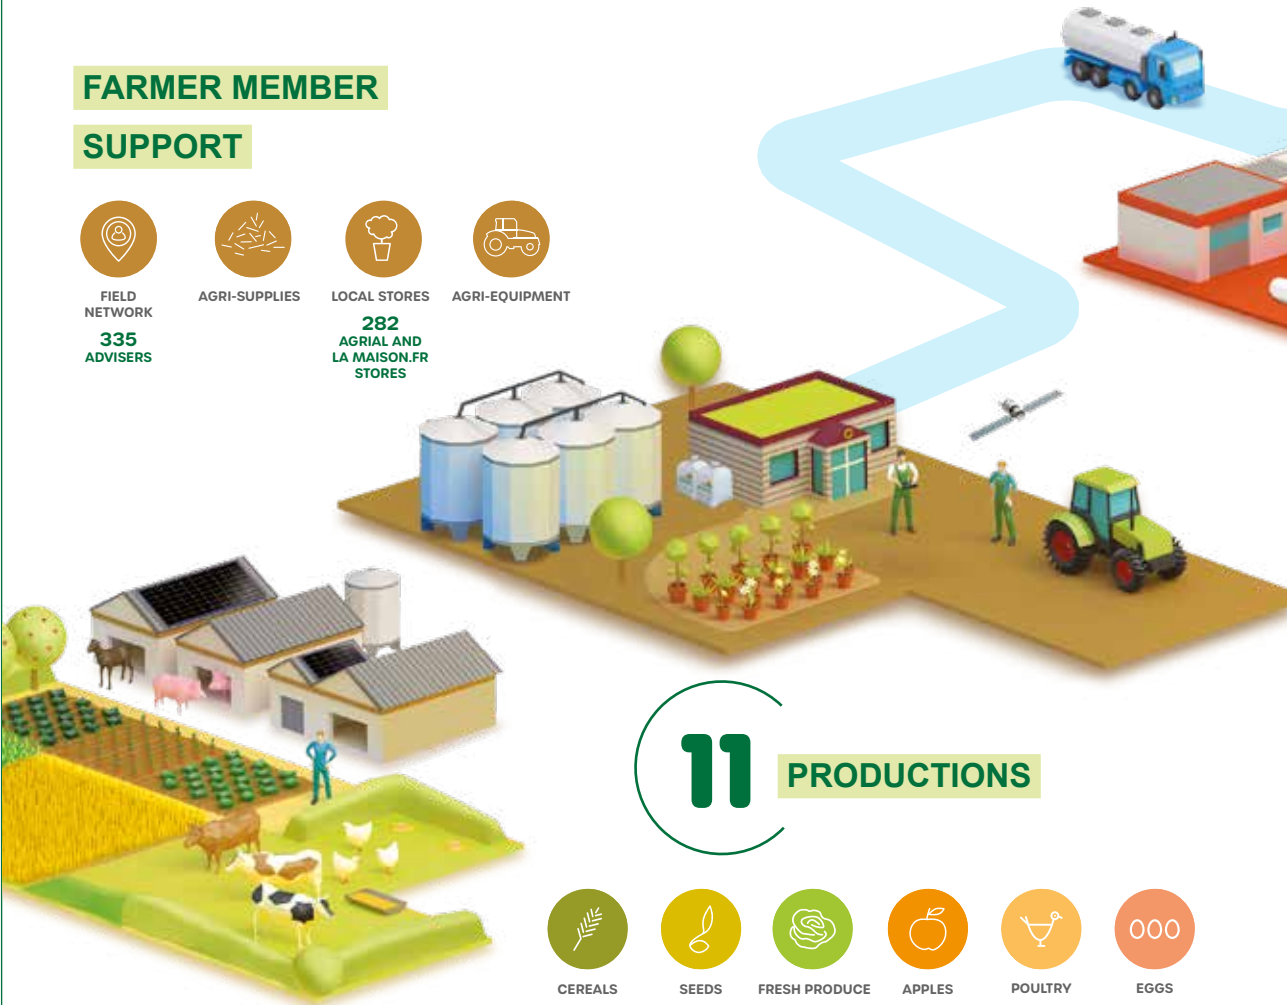 FARMER MEMBER
SUPPORT
FIELD
NETWORK
335
ADVISERS
AGRI-SUPPLIES
LOCAL STORES
282
AGRIAL AND
LA MAISON.FR
STORES
AGRI-EQUIPMENT
11
PRODUCTIONS
CEREALS
SEEDS
FRESH PRODUCE
APPLES
POULTRY
EGGS